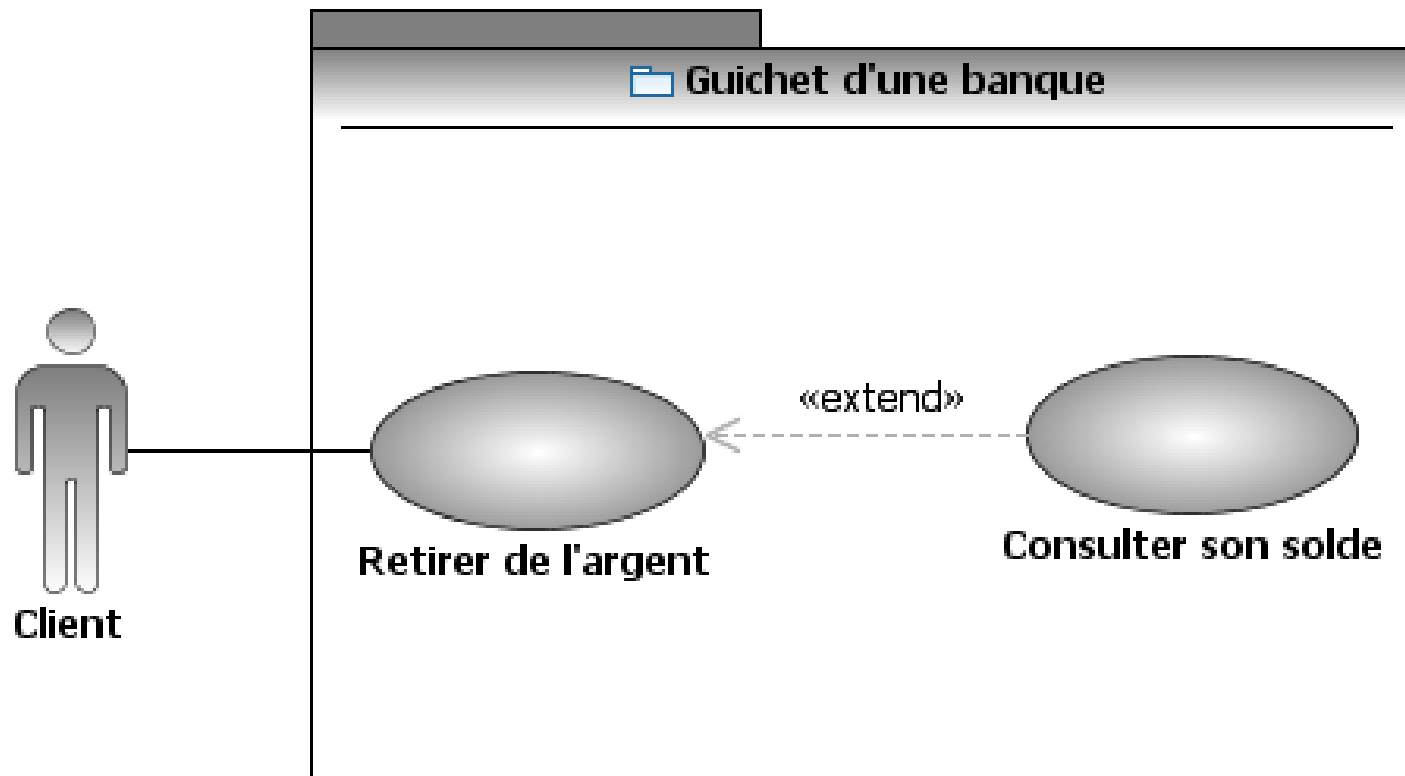 Guichet d'une banque
«extend»
Retirer de l'argent
Consulter son solde
Client